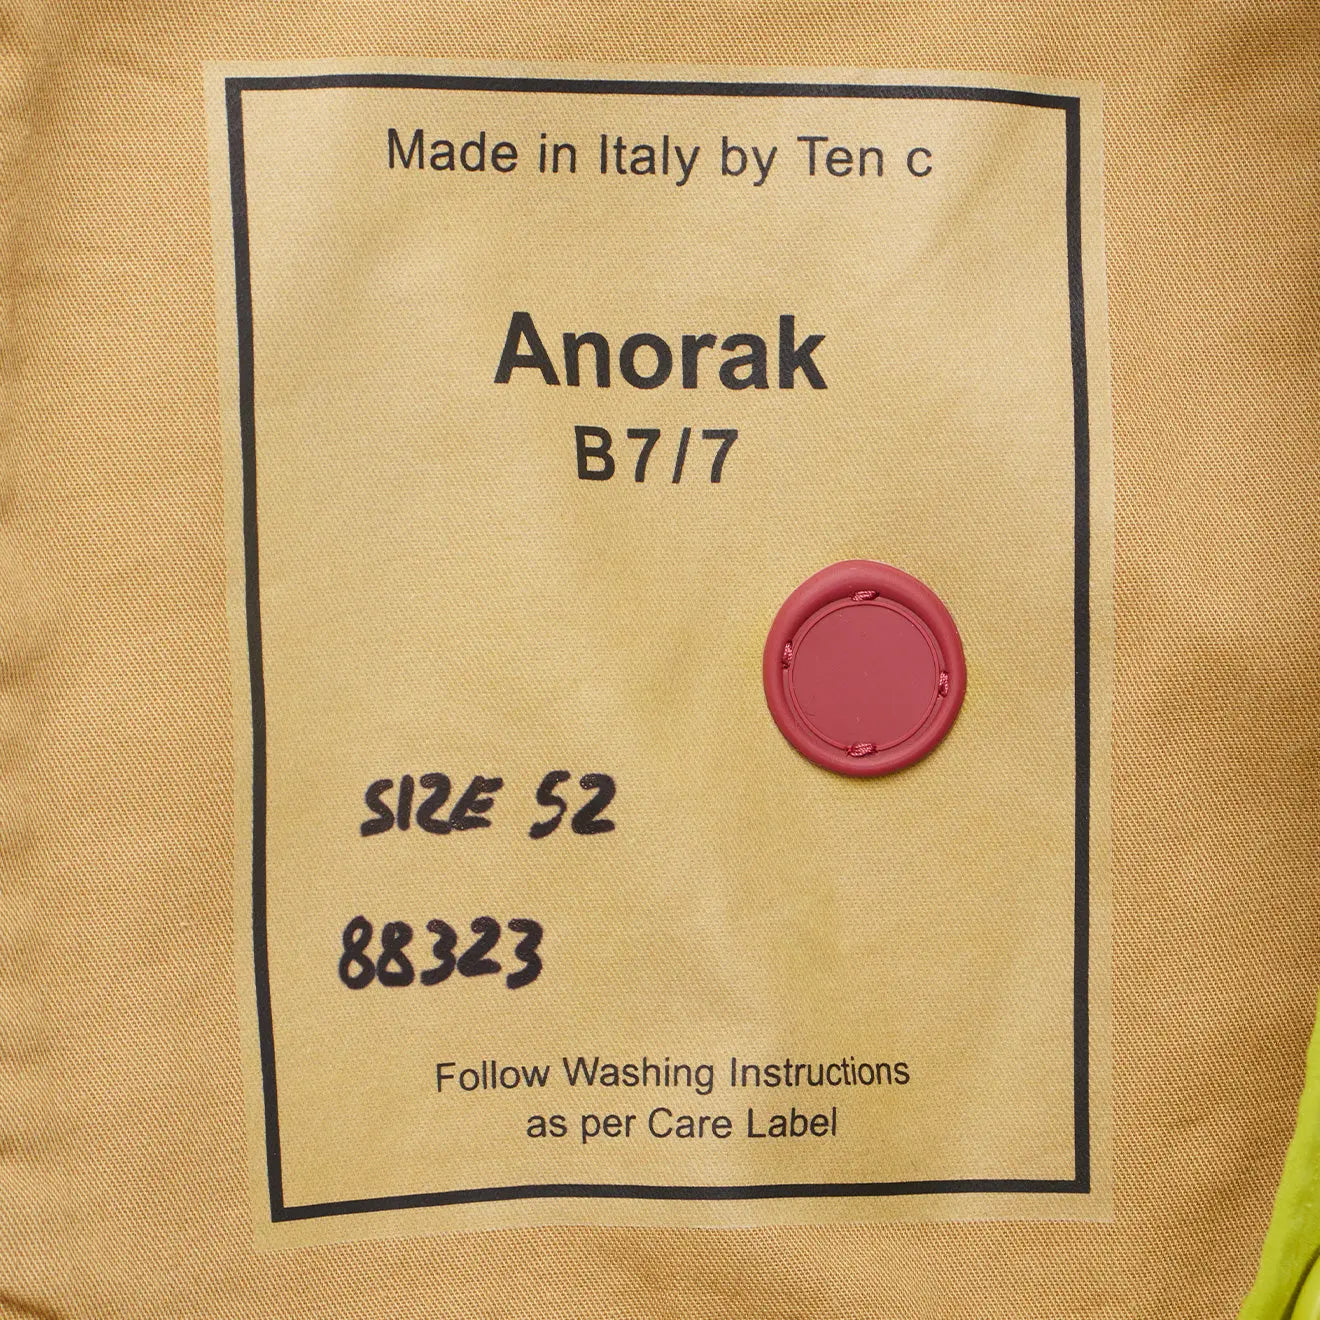 Made in Italy by Ten c
Anorak
B7/7
SIZE 52
88323
Follow Washing Instructions
as per Care Label